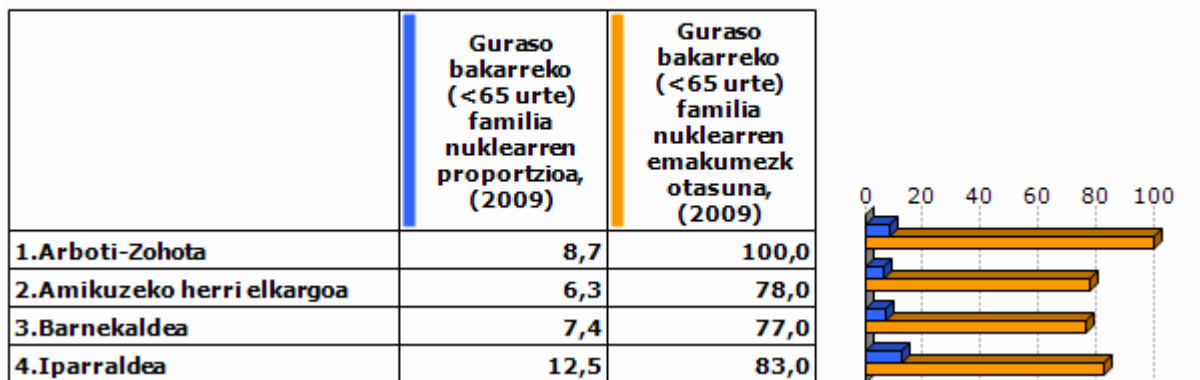 Guraso
bakarreko
(<65 urte)
familia
nuklearren
proportzioa,
(2009)
Guraso
bakarreko
(<65 urte)
familia
nuklearren
emakumezk
otasuna,
(2009)
0 20 40 60 80 100
1.Arboti-Zohota 8,7 100,0
2.Amikuzeko herri elkargoa 6,3 78,0
3.Barnekaldea 7,4 77,0
4.Iparraldea 12,5 83,0